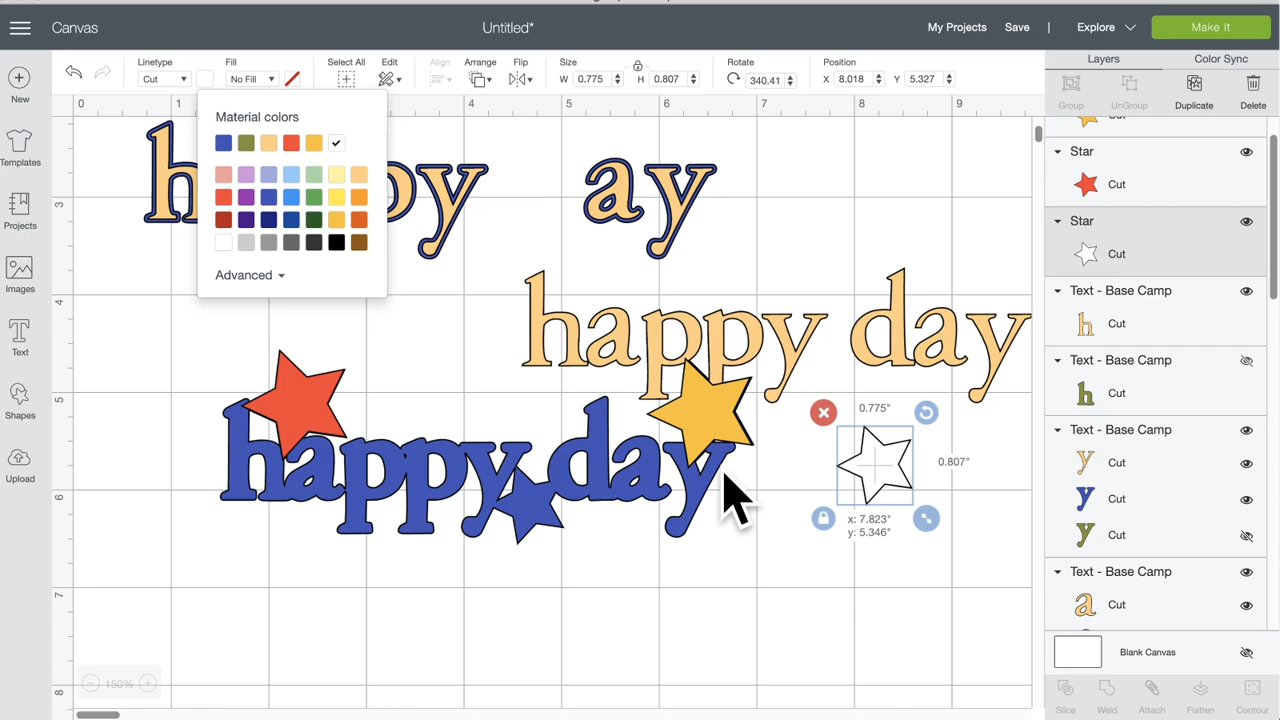 Canvas
Untitled*
My Projects
Save
|
Explore
Make It
New
Templates
Projects
Images
Text
Shapes
Upload
Linetype
Cut
Fill
No Fill
Select All
Edit
Align
Arrange
Flip
Size
W 0.775
H 0.807
Rotate
340.41
Position
X 8.018
Y 5.327
0 1 4 5 6 7 8 9
3
4
5
6
7
8
Material colors
Advanced
h py ay
happy day
happy day
0.775"
0.807"
x: 7.823"
y: 5.346"
150%
Layers
Color Sync
Group
UnGroup
Duplicate
Delete
Cut
Star
Cut
Star
Cut
Text - Base Camp
h Cut
Text - Base Camp
h Cut
Text - Base Camp
y Cut
y Cut
y Cut
Text - Base Camp
a Cut
Blank Canvas
Slice
Weld
Attach
Flatten
Contour